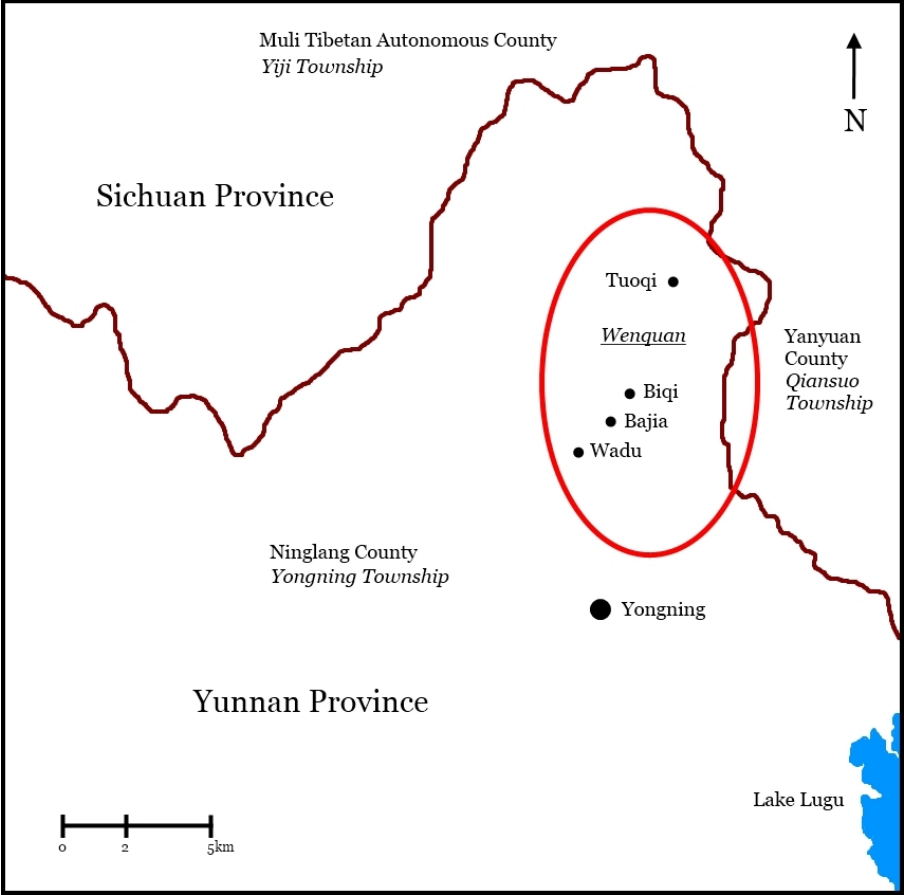 Muli Tibetan Autonomous County
Yiji Township
N
Sichuan Province
Tuoqi
Wenquan
Yanyuan
County
Qiansuo
Township
Biqi
Bajia
Wadu
Ninglang County
Yongning Township
Yongning
Yunnan Province
Lake Lugu
0 2 5km